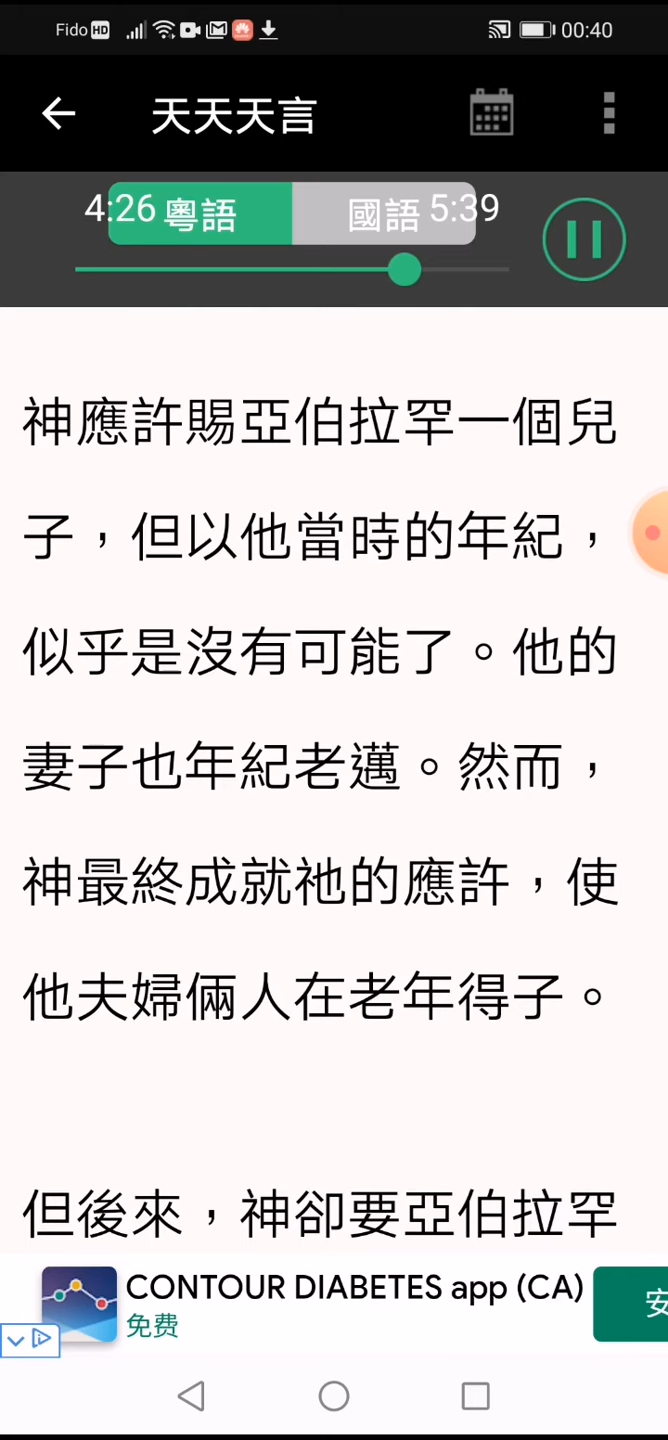 Fido HD 00:40
天天天言
4:26 粵語 國語 5:39
神應許賜亞伯拉罕一個兒
子，但以他當時的年紀，
似乎是沒有可能了。他的
妻子也年紀老邁。然而，
神最終成就祂的應許，使
他夫婦倆人在老年得子。
但後來，神卻要亞伯拉罕
CONTOUR DIABETES app (CA)
免费
安